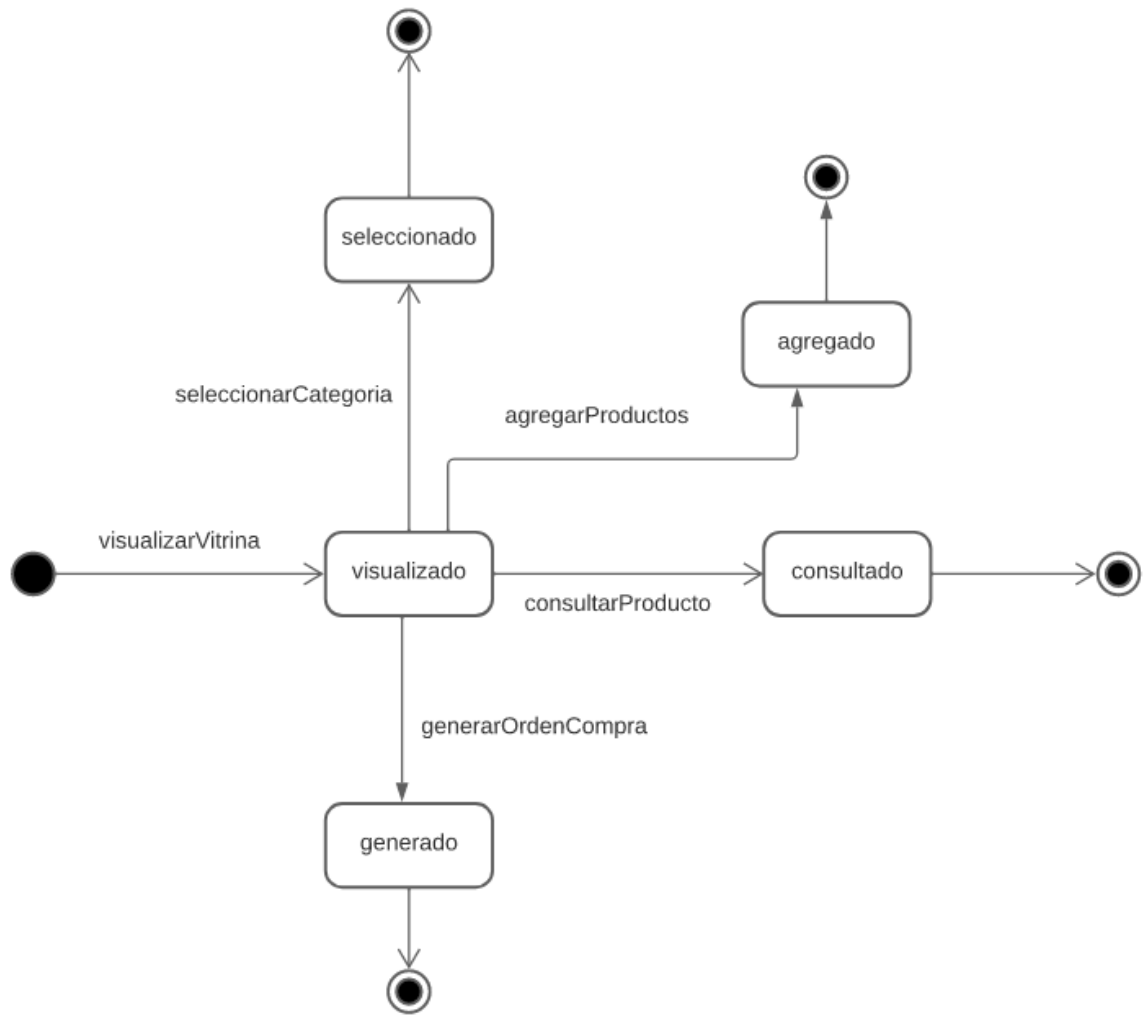 seleccionado
agregado
seleccionarCategoria
agregarProductos
visualizarVitrina
visualizado
consultado
consultarProducto
generarOrdenCompra
generado